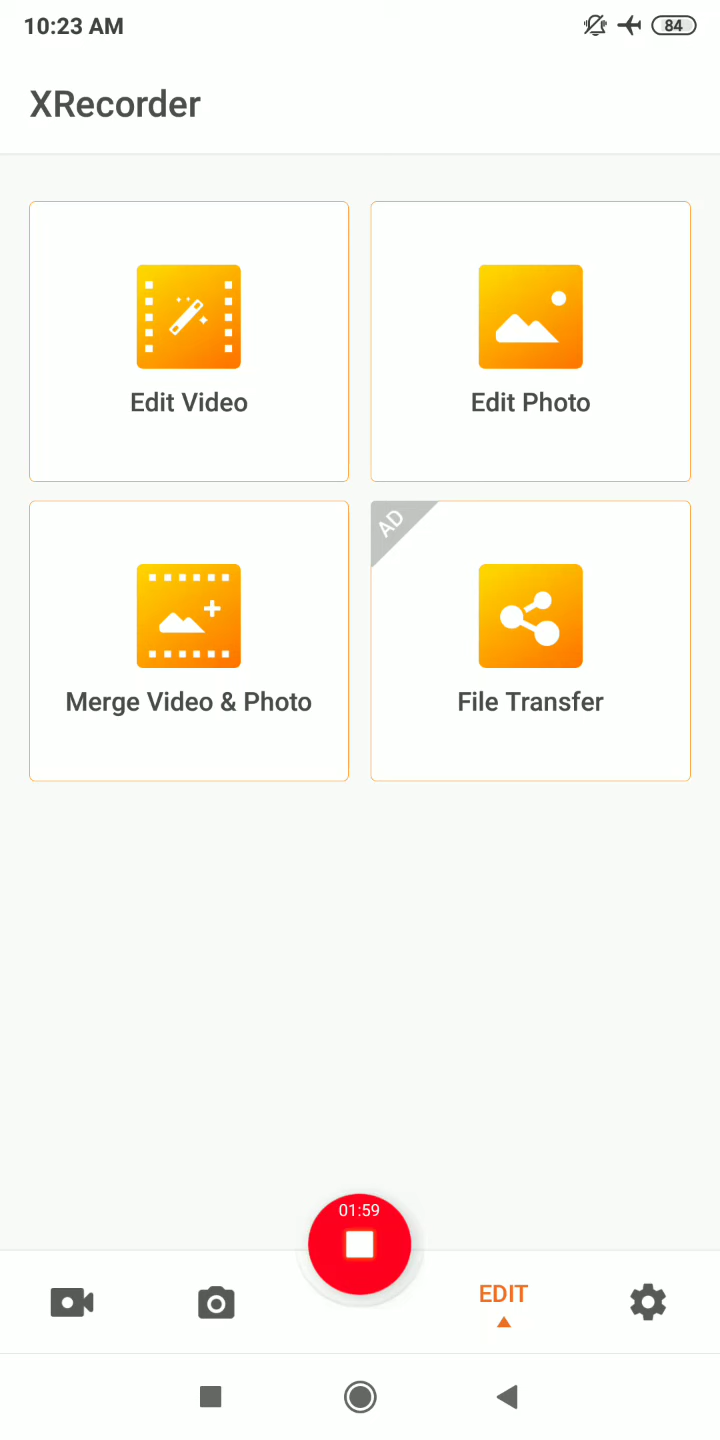 10:23 AM
84
XRecorder
Edit Video
Edit Photo
AD
Merge Video & Photo
File Transfer
01:59
EDIT